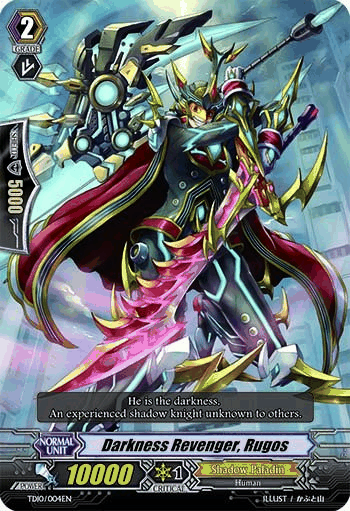 2
GRADE
SHIELD
5000
He is the darkness.
An experienced shadow knight unknown to others.
NORMAL UNIT
Darkness Revenger, Rugos
POWER
10000
1
CRITICAL
Shadow Paladin
Human
TD10/004EN
ILLUST / かぶと山